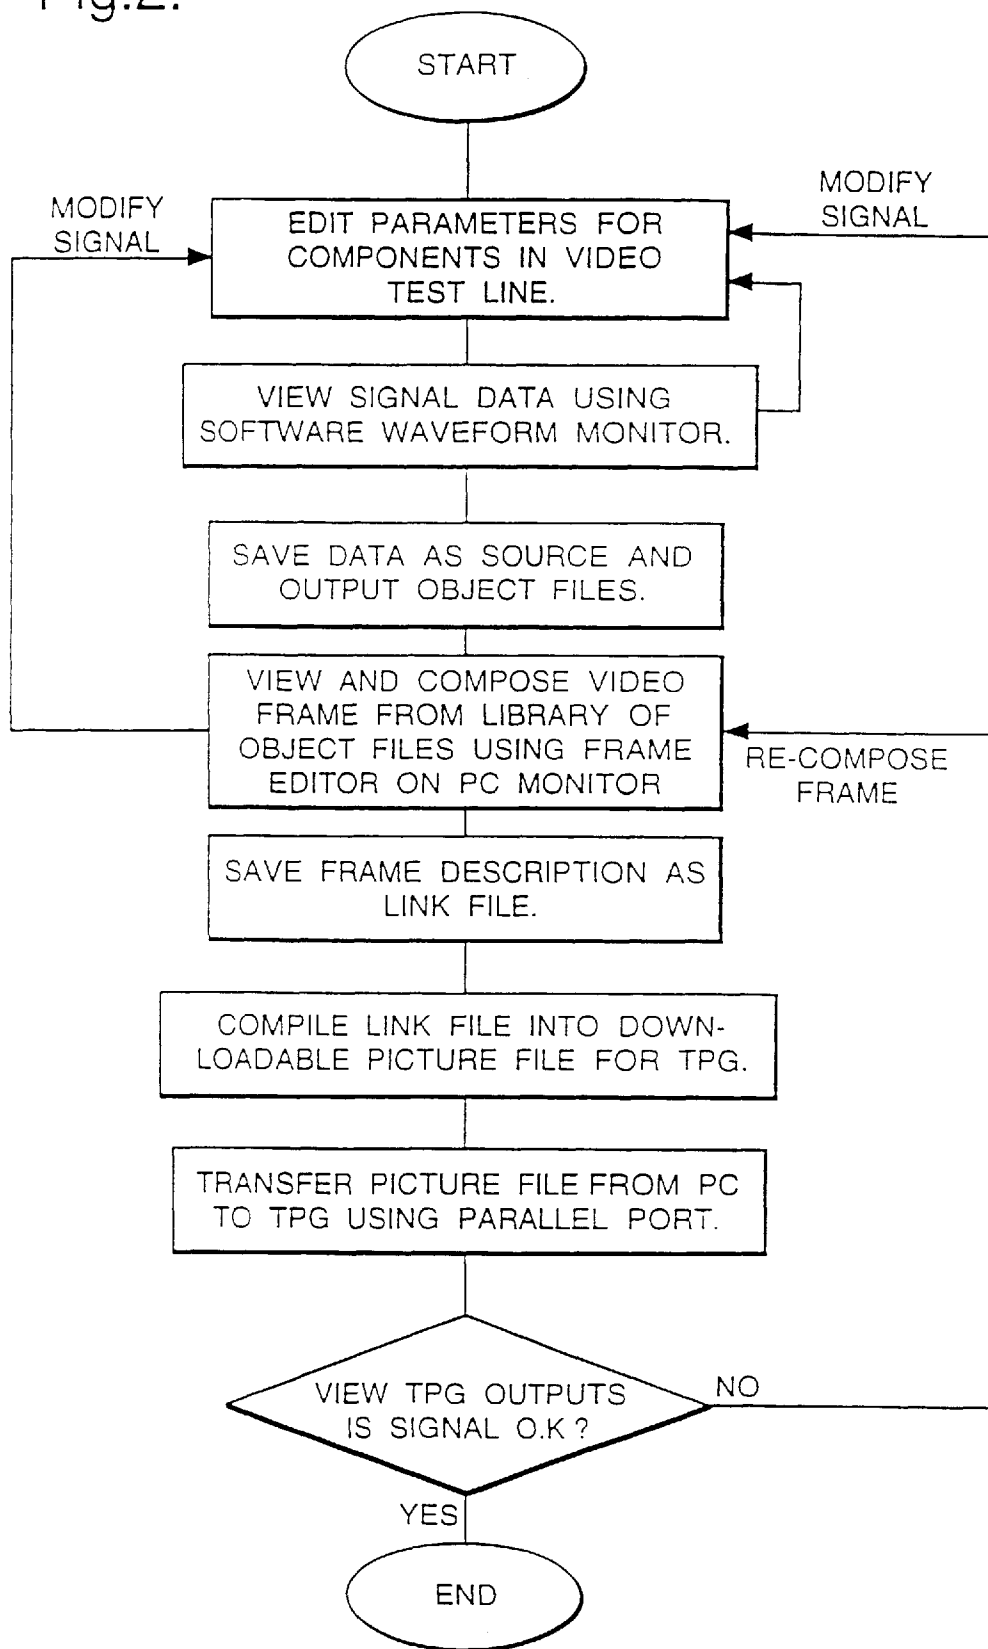 Fig.2.
START
MODIFY
SIGNAL
MODIFY
SIGNAL
EDIT PARAMETERS FOR
COMPONENTS IN VIDEO
TEST LINE.
VIEW SIGNAL DATA USING
SOFTWARE WAVEFORM MONITOR.
SAVE DATA AS SOURCE AND
OUTPUT OBJECT FILES.
VIEW AND COMPOSE VIDEO
FRAME FROM LIBRARY OF
OBJECT FILES USING FRAME
EDITOR ON PC MONITOR
RE-COMPOSE
FRAME
SAVE FRAME DESCRIPTION AS
LINK FILE.
COMPILE LINK FILE INTO DOWN-
LOADABLE PICTURE FILE FOR TPG.
TRANSFER PICTURE FILE FROM PC
TO TPG USING PARALLEL PORT.
VIEW TPG OUTPUTS
IS SIGNAL O.K ?
NO
YES
END